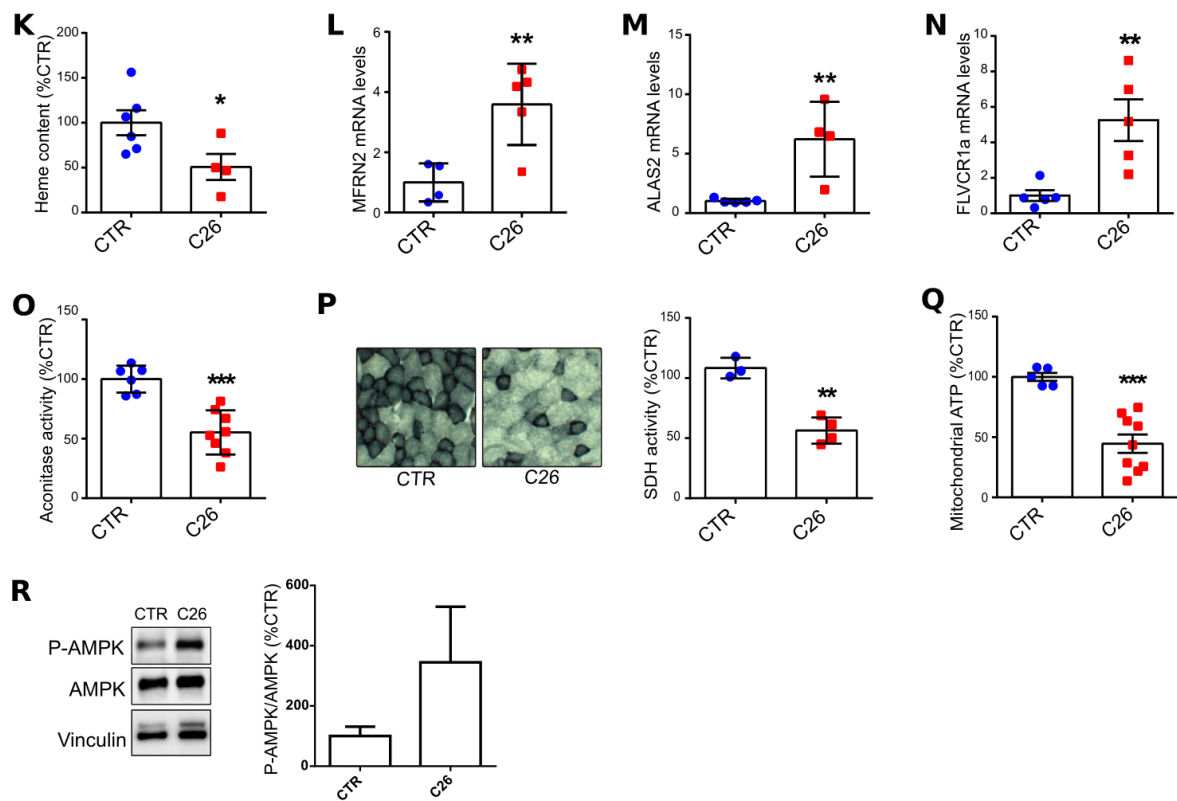 K
Heme content (%CTR)
200
150
100
50
0
*
CTR
C26
L
MFRN2 mRNA levels
6
4
2
0
**
CTR
C26
M
ALAS2 mRNA levels
15
10
5
0
**
CTR
C26
N
FLVCR1a mRNA levels
10
8
6
4
2
0
**
CTR
C26
O
Aconitase activity (%CTR)
150
100
50
0
***
CTR
C26
P
CTR
C26
SDH activity (%CTR)
150
100
50
0
**
CTR
C26
Q
Mitochondrial ATP (%CTR)
150
100
50
0
***
CTR
C26
R
CTR C26
P-AMPK
AMPK
Vinculin
P-AMPK/AMPK (%CTR)
600
400
200
0
CTR
C26